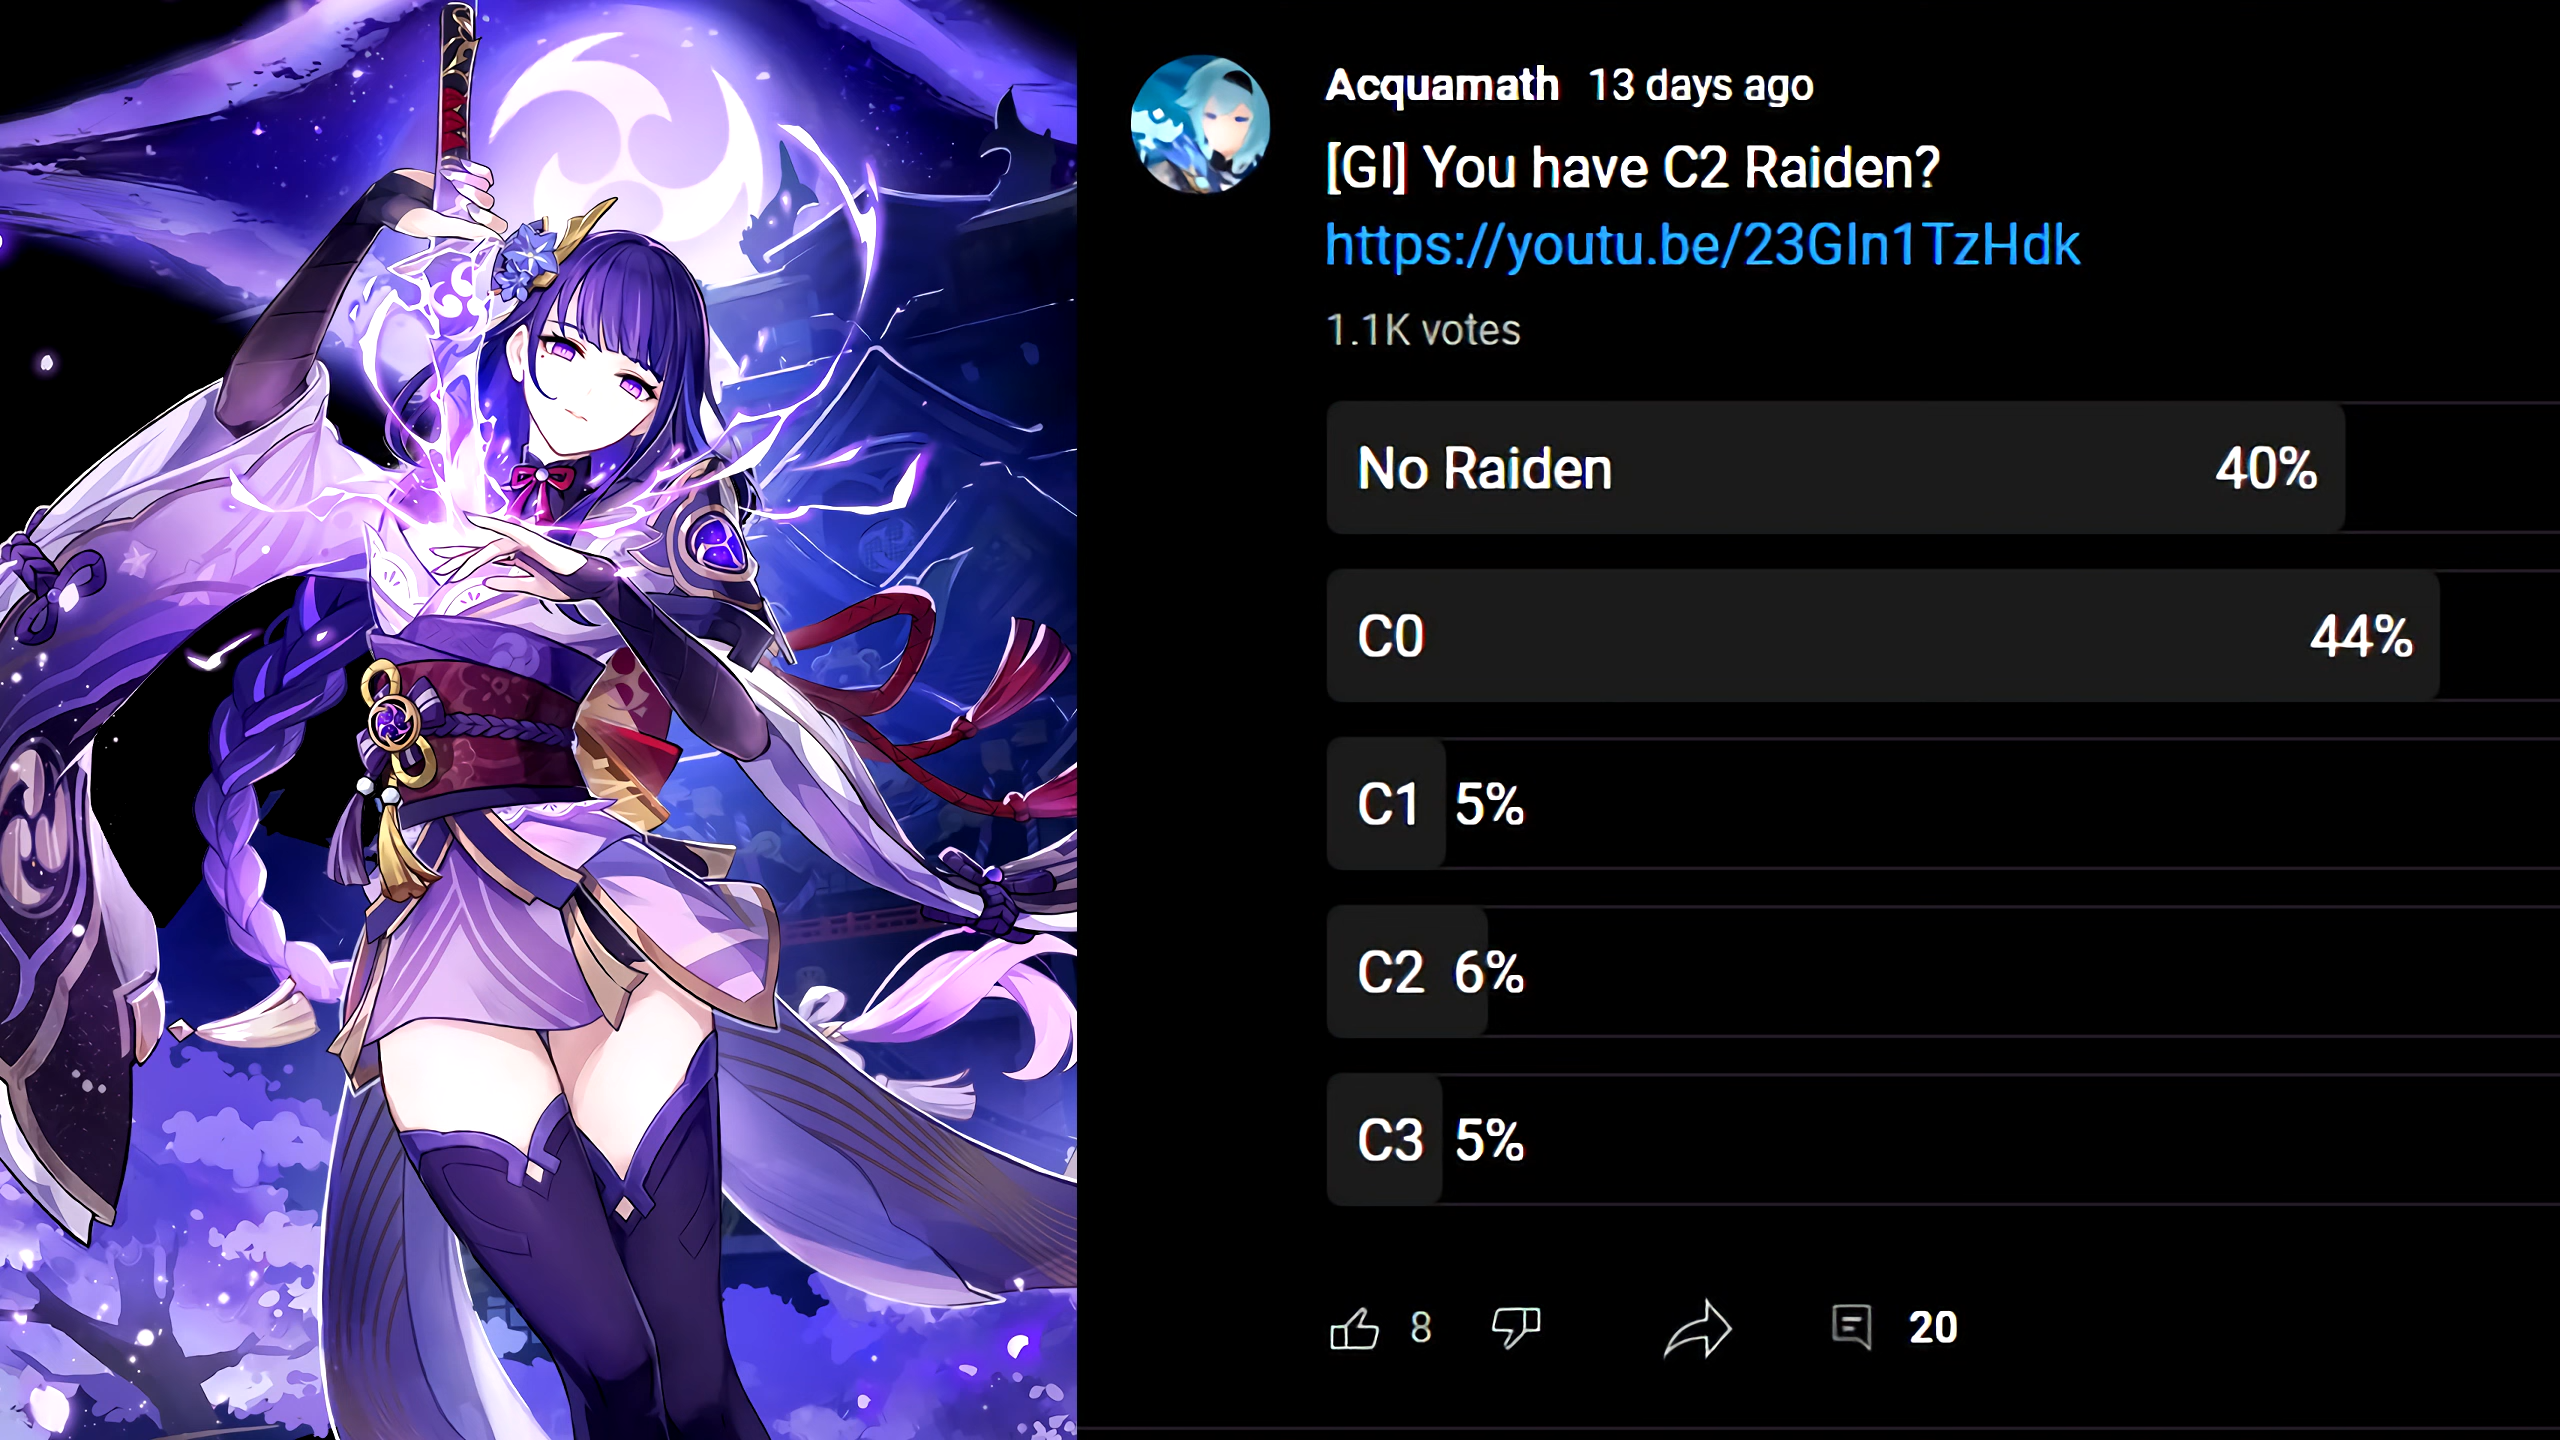 Acquamath 13 days ago
[GI] You have C2 Raiden?
https://youtu.be/23GIn1TzHdk
1.1K votes
No Raiden 40%
C0 44%
C1 5%
C2 6%
C3 5%
8 20